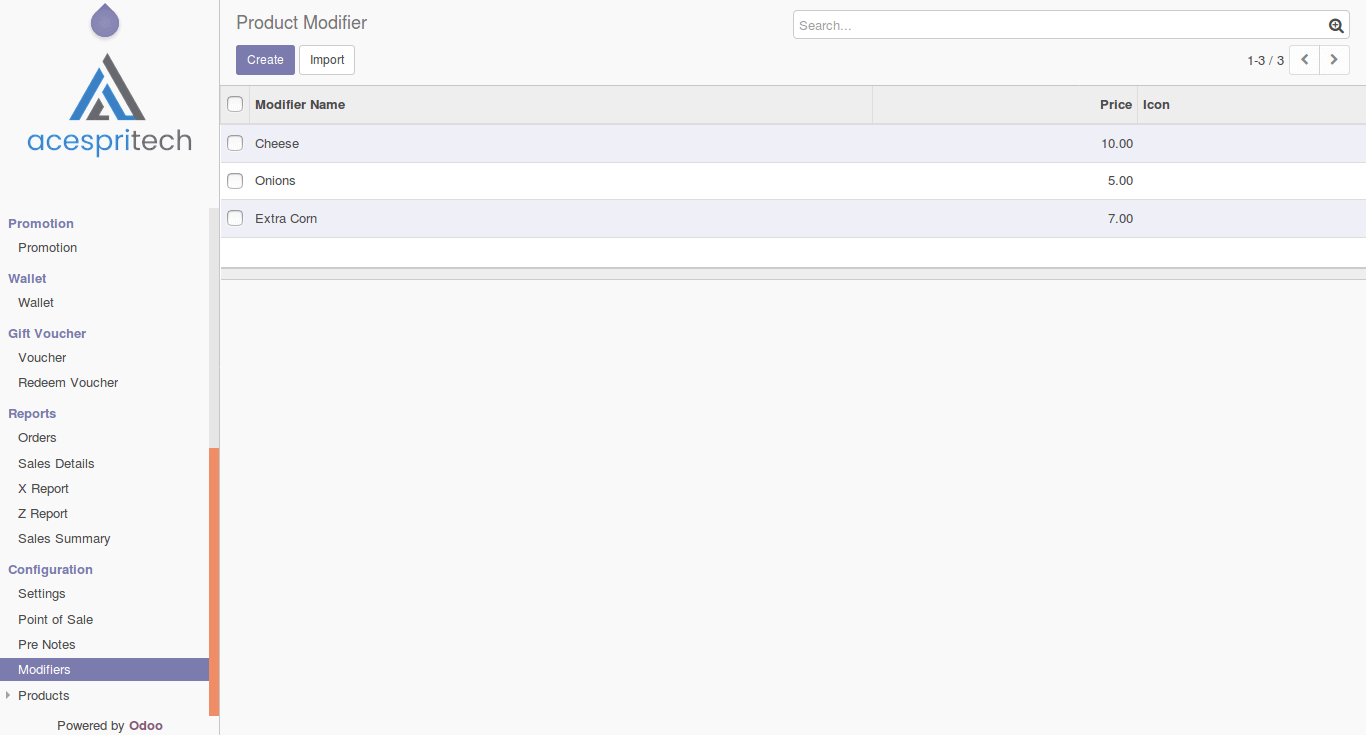 acespritech
Promotion
Promotion
Wallet
Wallet
Gift Voucher
Voucher
Redeem Voucher
Reports
Orders
Sales Details
X Report
Z Report
Sales Summary
Configuration
Settings
Point of Sale
Pre Notes
Modifiers
Products
Powered by Odoo
Product Modifier
Search...
Create Import
1-3 / 3
Modifier Name Price Icon
Cheese 10.00
Onions 5.00
Extra Corn 7.00